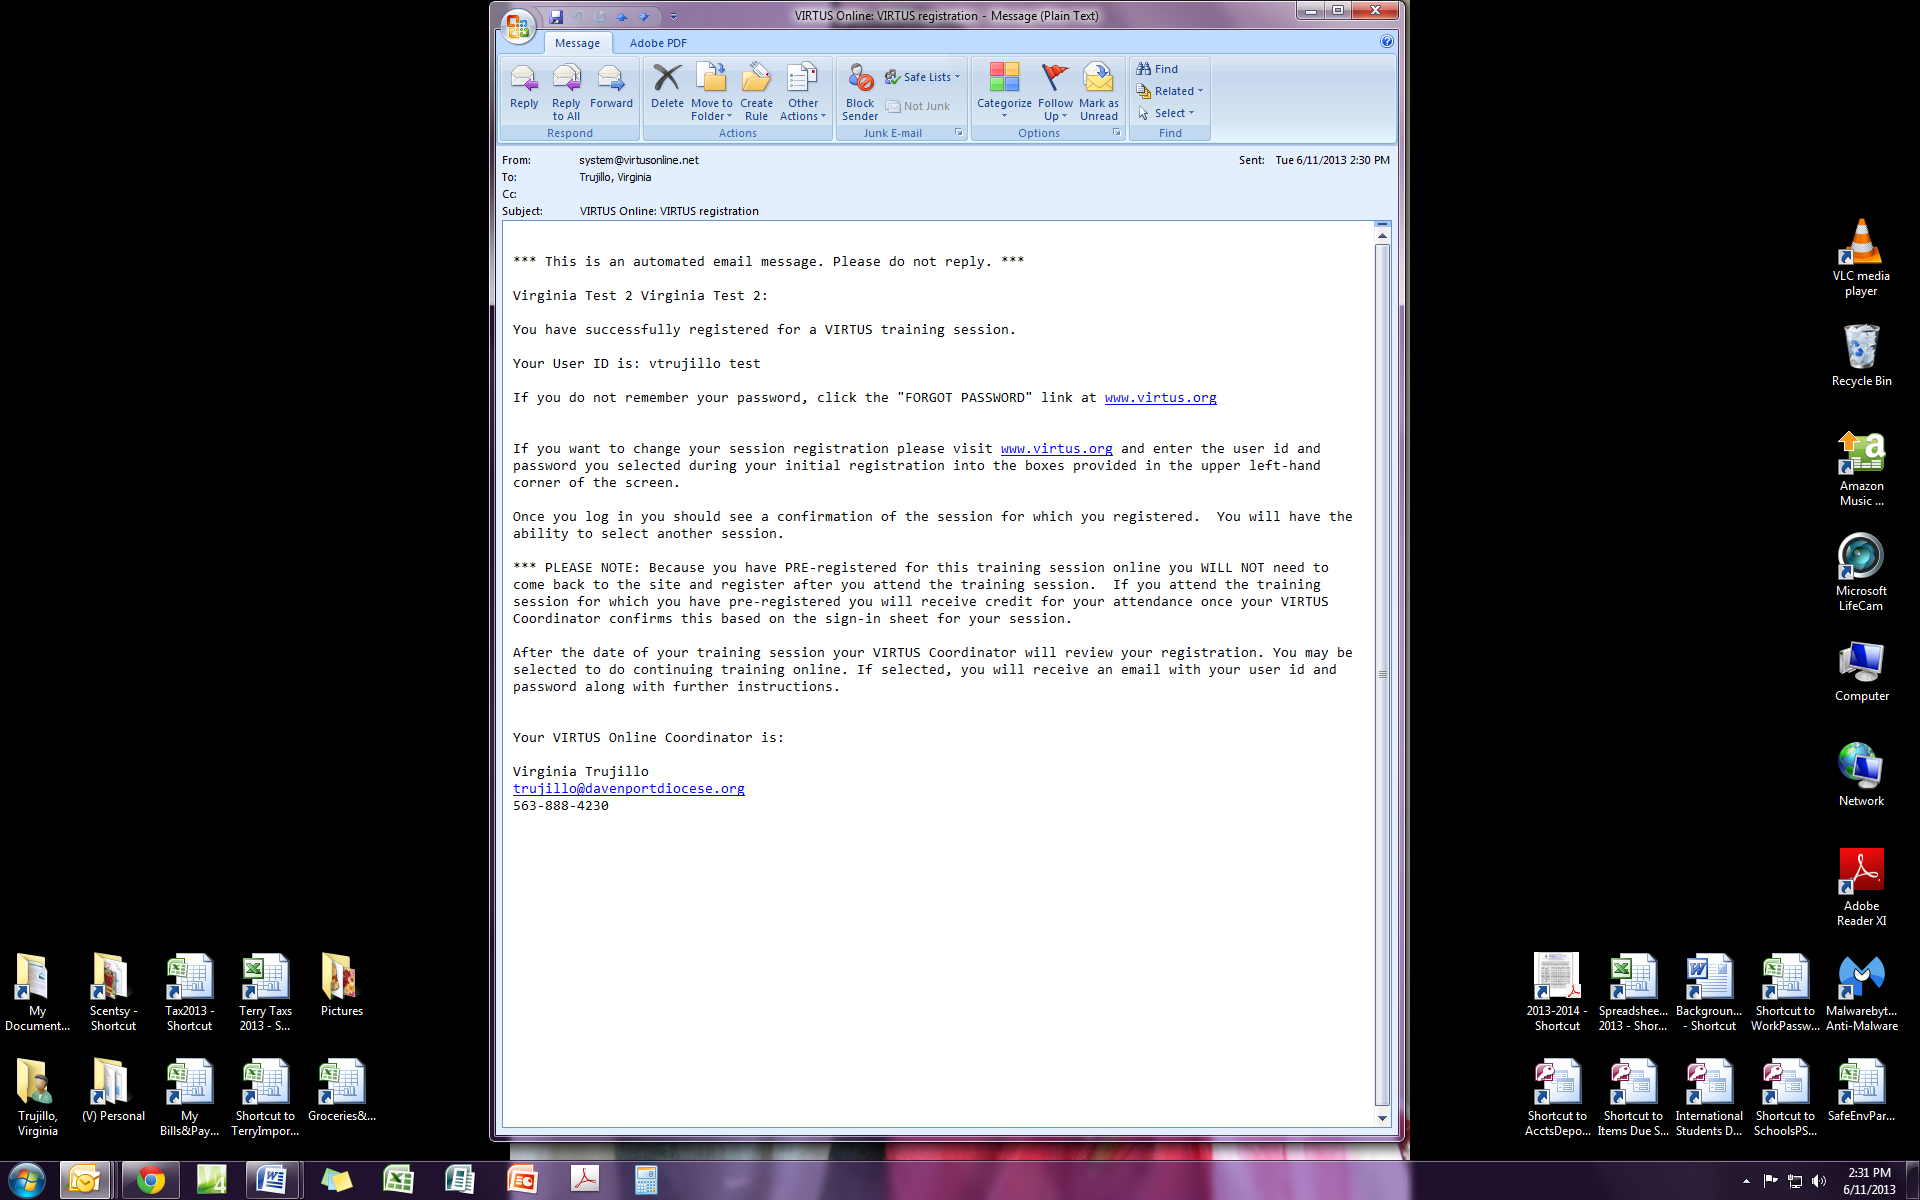 VIRTUS Online: VIRTUS registration - Message (Plain Text)
Message
Adobe PDF
Reply
Reply to All
Forward
Respond
Delete
Move to Folder
Create Rule
Other Actions
Actions
Block Sender
Safe Lists
Not Junk
Junk E-mail
Categorize
Follow Up
Mark as Unread
Options
Find
Related
Select
Find
From: system@virtusonline.net
Sent: Tue 6/11/2013 2:30 PM
To: Trujillo, Virginia
Cc:
Subject: VIRTUS Online: VIRTUS registration
*** This is an automated email message. Please do not reply. ***
Virginia Test 2 Virginia Test 2:
You have successfully registered for a VIRTUS training session.
Your User ID is: vtrujillo test
If you do not remember your password, click the "FORGOT PASSWORD" link at www.virtus.org
If you want to change your session registration please visit www.virtus.org and enter the user id and
password you selected during your initial registration into the boxes provided in the upper left-hand
corner of the screen.
Once you log in you should see a confirmation of the session for which you registered.  You will have the
ability to select another session.
*** PLEASE NOTE: Because you have PRE-registered for this training session online you WILL NOT need to
come back to the site and register after you attend the training session.  If you attend the training
session for which you have pre-registered you will receive credit for your attendance once your VIRTUS
Coordinator confirms this based on the sign-in sheet for your session.
After the date of your training session your VIRTUS Coordinator will review your registration. You may be
selected to do continuing training online. If selected, you will receive an email with your user id and
password along with further instructions.
Your VIRTUS Online Coordinator is:
Virginia Trujillo
trujillo@davenportdiocese.org
563-888-4230
VLC media
player
Recycle Bin
Amazon
Music ...
Microsoft
LifeCam
Computer
Network
Adobe
Reader XI
My
Document...
Scentsy -
Shortcut
Tax2013 -
Shortcut
Terry Taxs
2013 - S...
Pictures
2013-2014 -
Shortcut
Spreadshee...
2013 - Shor...
Backgroun...
- Shortcut
Shortcut to
WorkPassw...
Malwarebyt...
Anti-Malware
Trujillo,
Virginia
(V) Personal
My
Bills&Pay...
Shortcut to
TerryImpor...
Groceries&...
Shortcut to
AcctsDepo...
Shortcut to
Items Due S...
International
Students D...
Shortcut to
SchoolsPS...
SafeEnvPar...
2:31 PM
6/11/2013